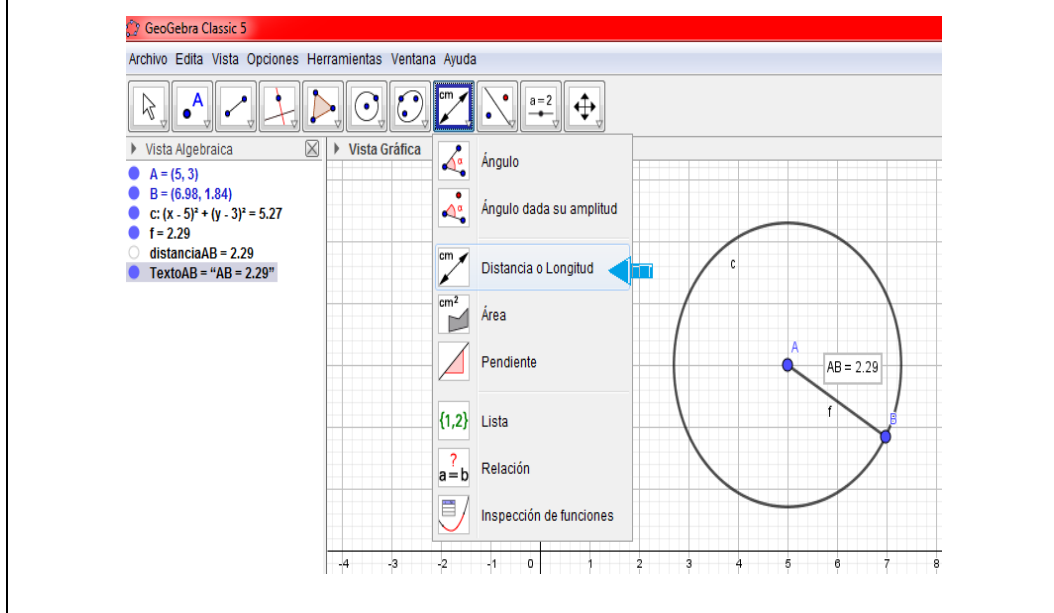 GeoGebra Classic 5
Archivo Edita Vista Opciones Herramientas Ventana Ayuda
A
cm
a = 2
Vista Algebraica
Vista Gráfica
A = (5, 3)
B = (6.98, 1.84)
c: (x - 5)² + (y - 3)² = 5.27
f = 2.29
distanciaAB = 2.29
TextoAB = “AB = 2.29”
α Ángulo
α Ángulo dada su amplitud
cm Distancia o Longitud
cm² Área
Pendiente
{1,2} Lista
? a = b Relación
Inspección de funciones
c
A
AB = 2.29
f
B
-4 -3 -2 -1 0 1 2 3 4 5 6 7 8